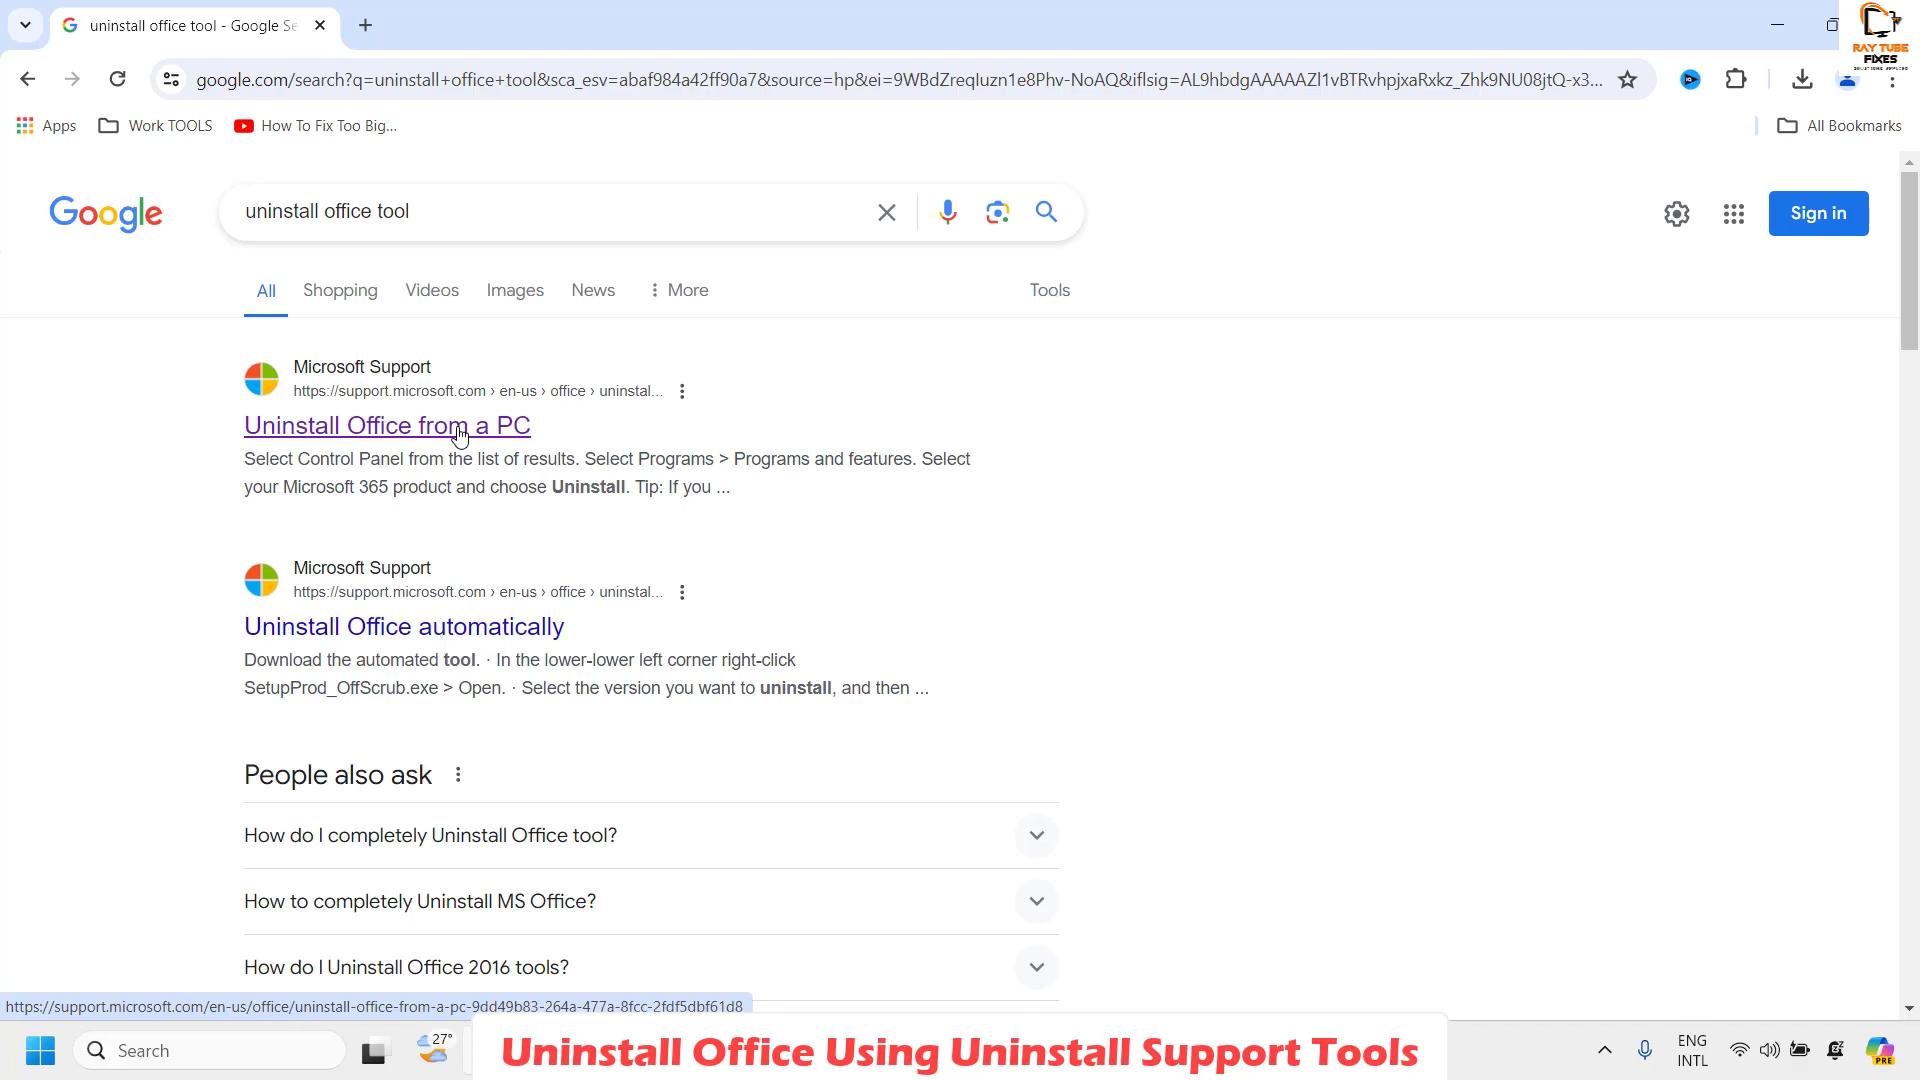 uninstall office tool - Google Se
RAY TUBE
FIXES
google.com/search?q=uninstall+office+tool&sca_esv=abaf984a42ff90a7&source=hp&ei=9WBdZreqIuzn1e8Phv-NoAQ&iflsig=AL9hbdgAAAAAZl1vBTRvhpjxaRxkz_Zhk9NU08jtQ-x3...
Apps
Work TOOLS
How To Fix Too Big...
All Bookmarks
Google
uninstall office tool
Sign in
All
Shopping
Videos
Images
News
More
Tools
Microsoft Support
https://support.microsoft.com › en-us › office › uninstal...
Uninstall Office from a PC
Select Control Panel from the list of results. Select Programs > Programs and features. Select
your Microsoft 365 product and choose Uninstall. Tip: If you ...
Microsoft Support
https://support.microsoft.com › en-us › office › uninstal...
Uninstall Office automatically
Download the automated tool. · In the lower-lower left corner right-click
SetupProd_OffScrub.exe > Open. · Select the version you want to uninstall, and then ...
People also ask
How do I completely Uninstall Office tool?
How to completely Uninstall MS Office?
How do I Uninstall Office 2016 tools?
https://support.microsoft.com/en-us/office/uninstall-office-from-a-pc-9dd49b83-264a-477a-8fcc-2fdf5dbf61d8
Search
27°
Uninstall Office Using Uninstall Support Tools
ENG
INTL
PRE